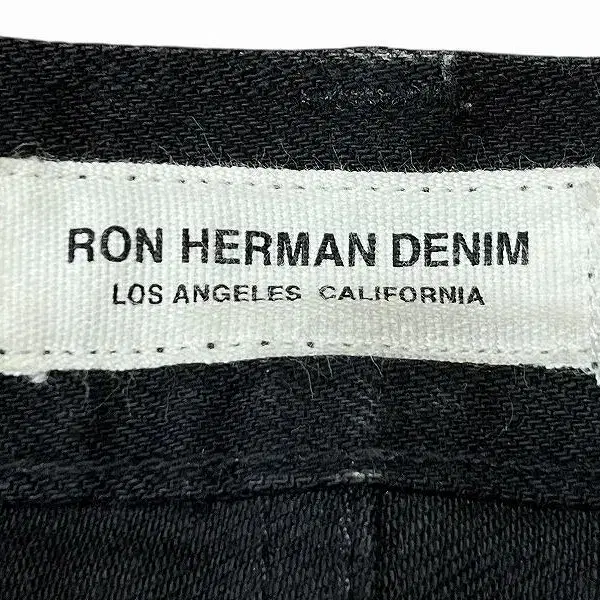 RON HERMAN DENIM
LOS ANGELES CALIFORNIA